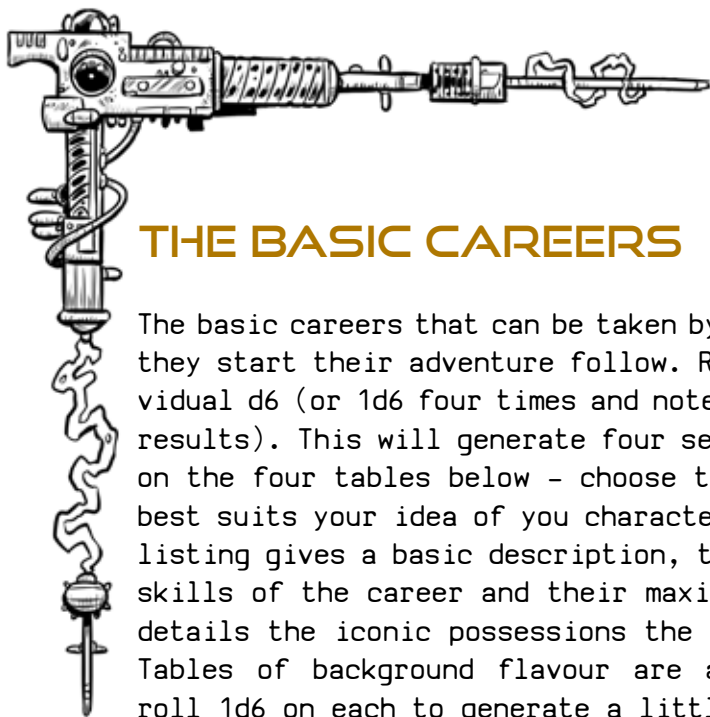 THE BASIC CAREERS
The basic careers that can be taken by
they start their adventure follow. R
vidual d6 (or 1d6 four times and note
results). This will generate four se
on the four tables below – choose t
best suits your idea of you characte
listing gives a basic description, t
skills of the career and their maxi
details the iconic possessions the
Tables of background flavour are a
roll 1d6 on each to generate a littl